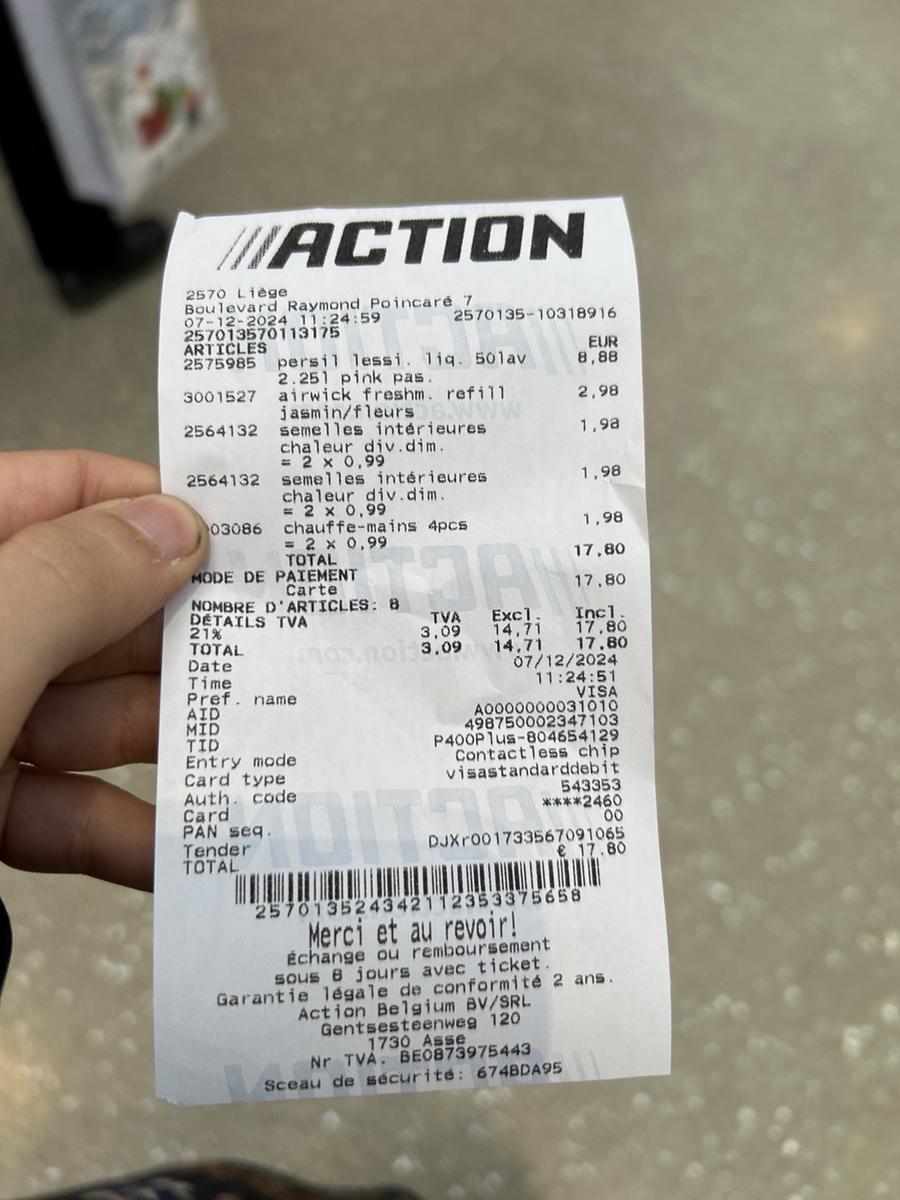 ///ACTION
2570 Liège
Boulevard Raymond Poincaré 7
07-12-2024 11:24:59 2570135-10318916
257013570113175
ARTICLES EUR
2575985 persil lessi. liq. 50lav 8,88
2.25l pink pas.
3001527 airwick freshm. refill 2,98
jasmin/fleurs
2564132 semelles intérieures 1,98
chaleur div.dim.
= 2 x 0,99
2564132 semelles intérieures 1,98
chaleur div.dim.
= 2 x 0,99
03086 chauffe-mains 4pcs 1,98
= 2 x 0,99
TOTAL 17,80
MODE DE PAIEMENT
Carte 17,80
NOMBRE D'ARTICLES: 8
DÉTAILS TVA TVA Excl. Incl.
21% 3,09 14,71 17,80
TOTAL 3,09 14,71 17,80
Date 07/12/2024
Time 11:24:51
Pref. name VISA
AID A0000000031010
MID 498750002347103
TID P400Plus-804654129
Entry mode Contactless chip
Card type visastandarddebit
Auth. code 543353
Card ****2460
PAN seq. 00
Tender DJXr001733567091065
TOTAL € 17,80
2570135243421123533​75658
Merci et au revoir!
Échange ou remboursement
sous 8 jours avec ticket.
Garantie légale de conformité 2 ans.
Action Belgium BV/SRL
Gentsesteenweg 120
1730 Asse
Nr TVA. BE0873975443
Sceau de sécurité: 674BDA95